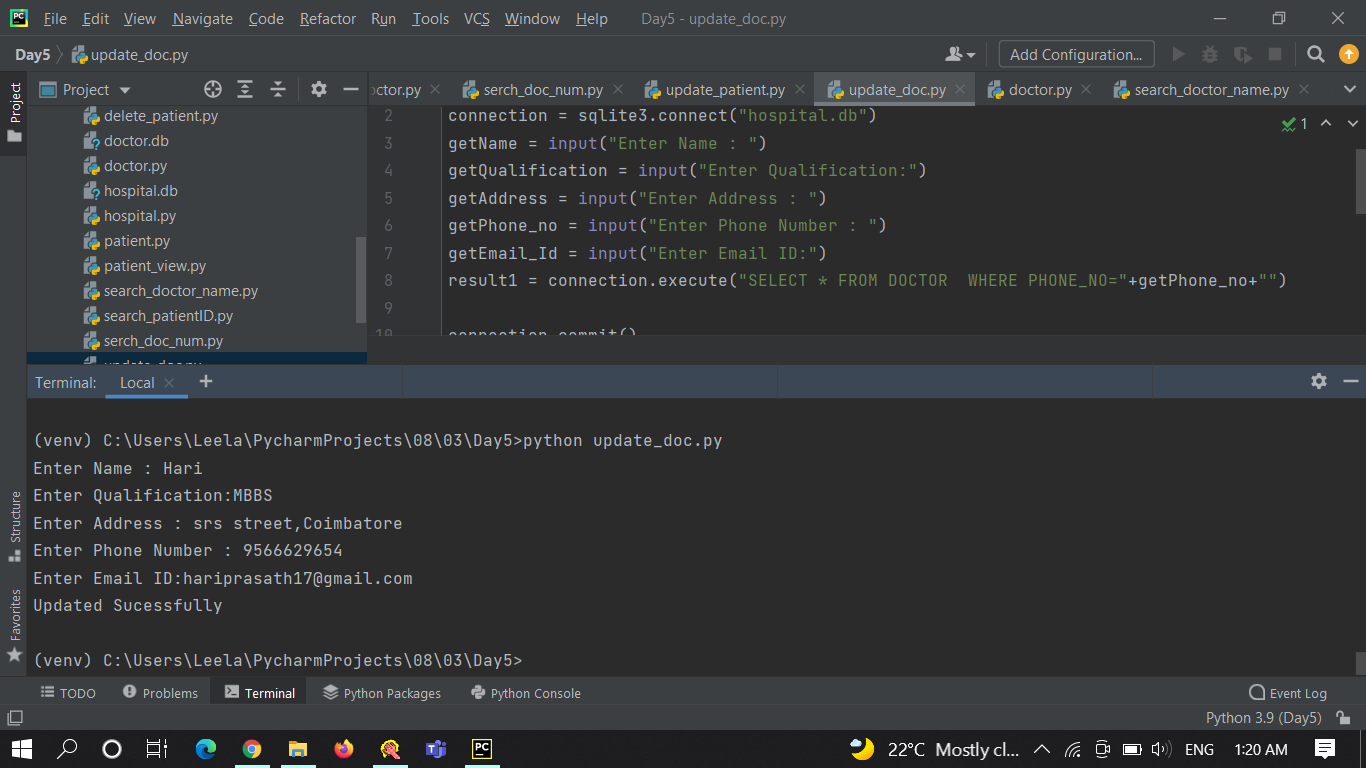 PC File Edit View Navigate Code Refactor Run Tools VCS Window Help Day5 - update_doc.py
Day5 update_doc.py Add Configuration...
Project octor.py serch_doc_num.py update_patient.py update_doc.py doctor.py search_doctor_name.py
Project
delete_patient.py
doctor.db
doctor.py
hospital.db
hospital.py
patient.py
patient_view.py
search_doctor_name.py
search_patientID.py
serch_doc_num.py
update_doc.py
2 connection = sqlite3.connect("hospital.db")
1
3 getName = input("Enter Name : ")
4 getQualification = input("Enter Qualification:")
5 getAddress = input("Enter Address : ")
6 getPhone_no = input("Enter Phone Number : ")
7 getEmail_Id = input("Enter Email ID:")
8 result1 = connection.execute("SELECT * FROM DOCTOR  WHERE PHONE_NO="+getPhone_no+"")
9
10 connection.commit()
Terminal: Local
(venv) C:\Users\Leela\PycharmProjects\08\03\Day5>python update_doc.py
Enter Name : Hari
Enter Qualification:MBBS
Enter Address : srs street,Coimbatore
Enter Phone Number : 9566629654
Enter Email ID:hariprasath17@gmail.com
Updated Sucessfully
(venv) C:\Users\Leela\PycharmProjects\08\03\Day5>
Structure
Favorites
TODO Problems Terminal Python Packages Python Console Event Log
Python 3.9 (Day5)
PC 22°C Mostly cl... ENG 1:20 AM